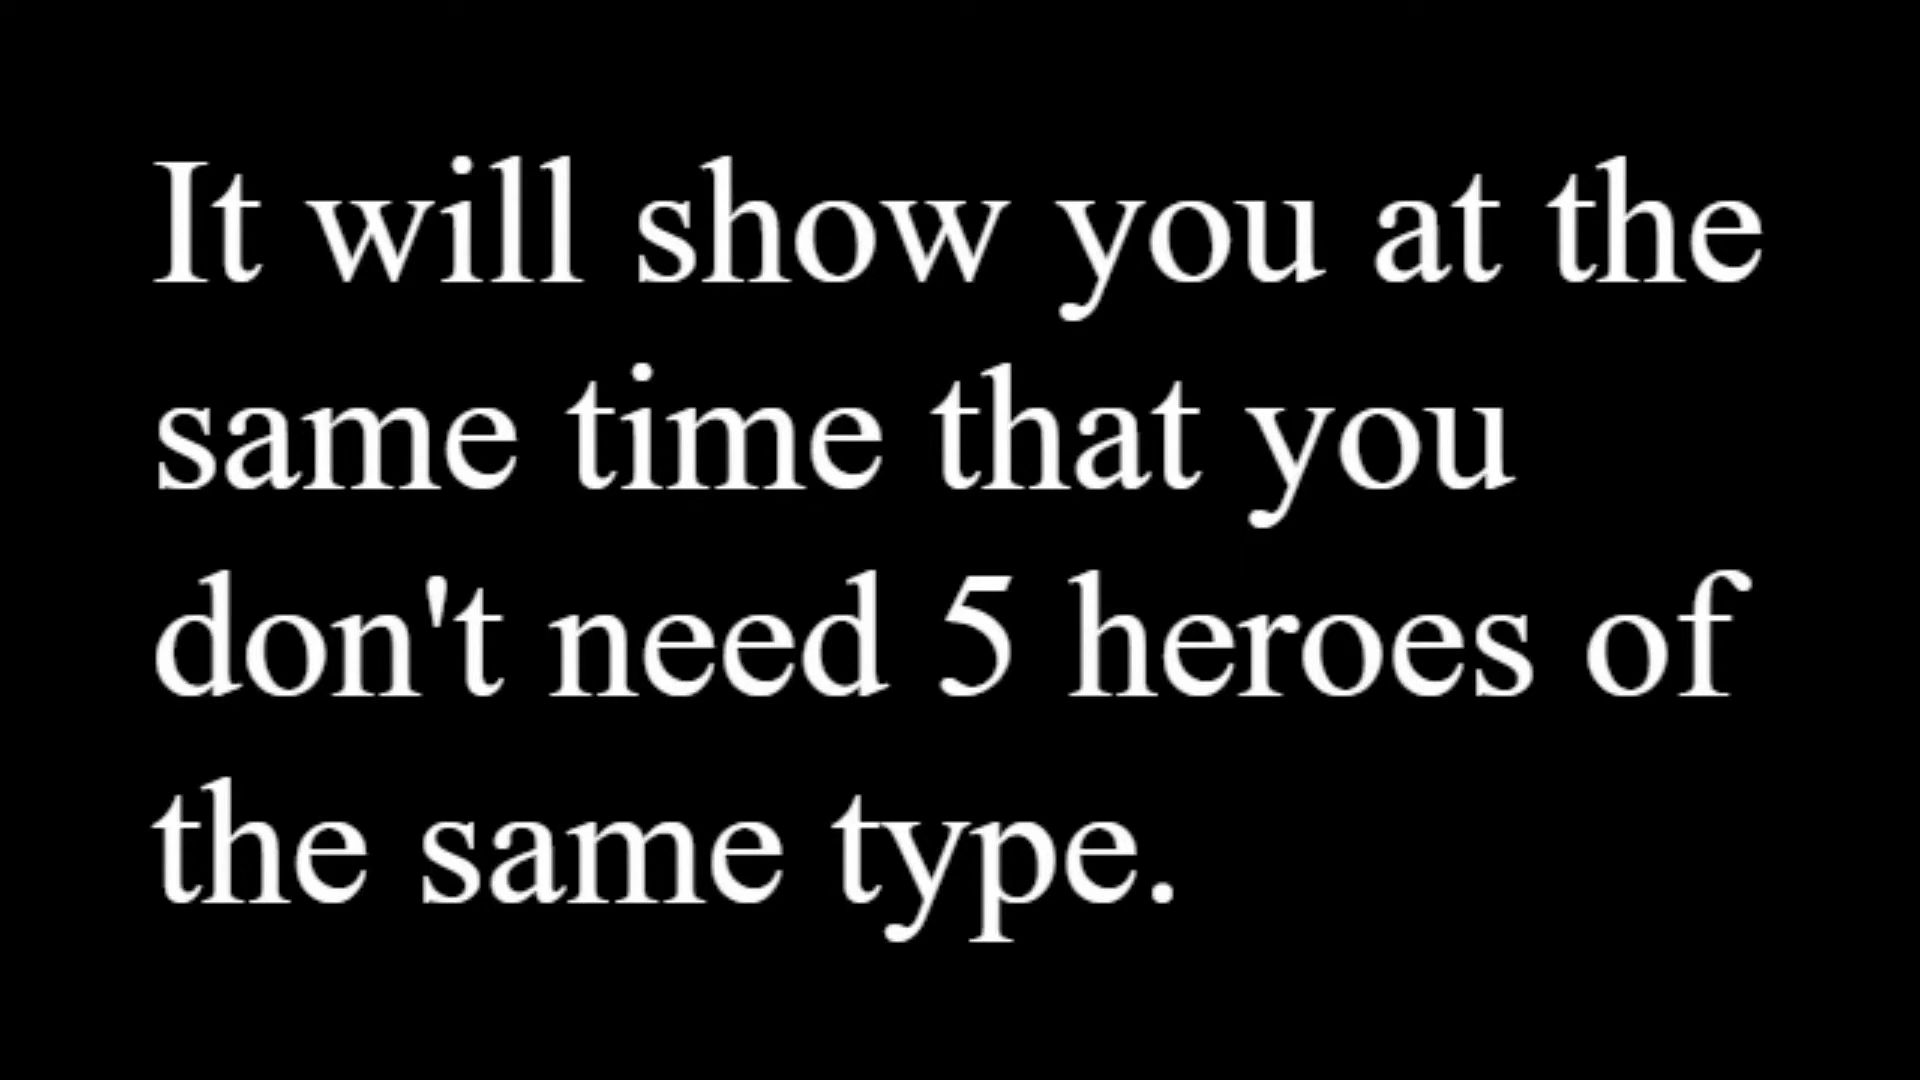 It will show you at the
same time that you
don't need 5 heroes of
the same type.